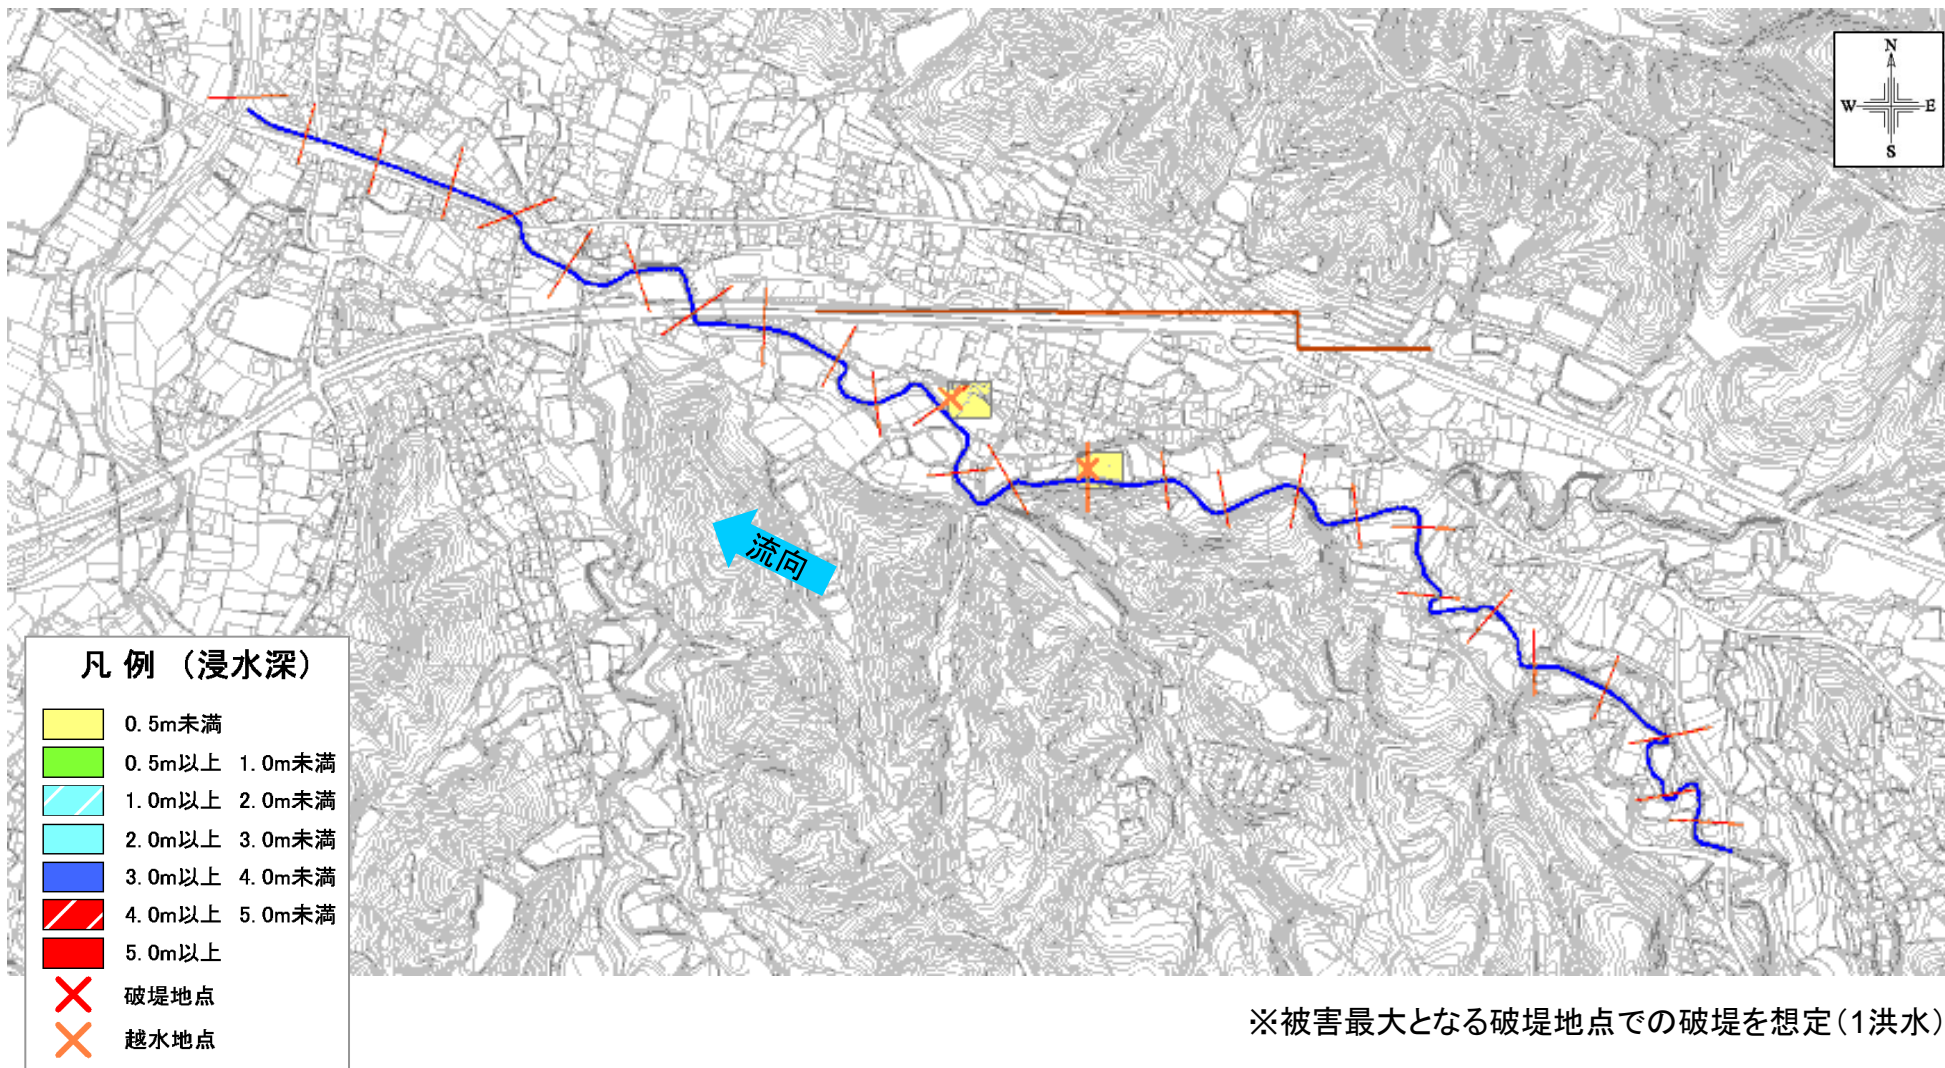 N
W E
S
流向
凡 例 （浸水深）
0. 5m未満
0. 5m以上 1. 0m未満
1. 0m以上 2. 0m未満
2. 0m以上 3. 0m未満
3. 0m以上 4. 0m未満
4. 0m以上 5. 0m未満
5. 0m以上
破堤地点
越水地点
※被害最大となる破堤地点での破堤を想定（1洪水）